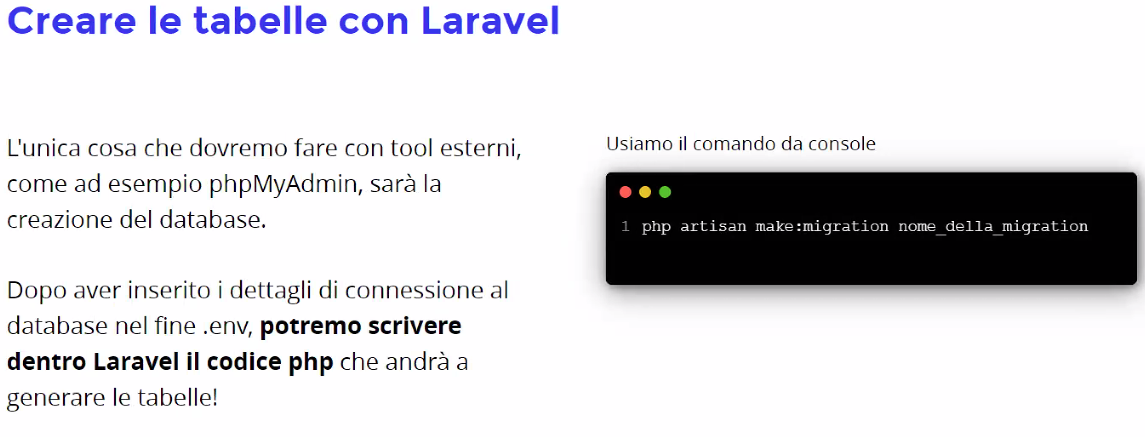 Creare le tabelle con Laravel
L'unica cosa che dovremo fare con tool esterni,
come ad esempio phpMyAdmin, sarà la
creazione del database.
Dopo aver inserito i dettagli di connessione al
database nel fine .env, potremo scrivere
dentro Laravel il codice php che andrà a
generare le tabelle!
Usiamo il comando da console
1 php artisan make:migration nome_della_migration